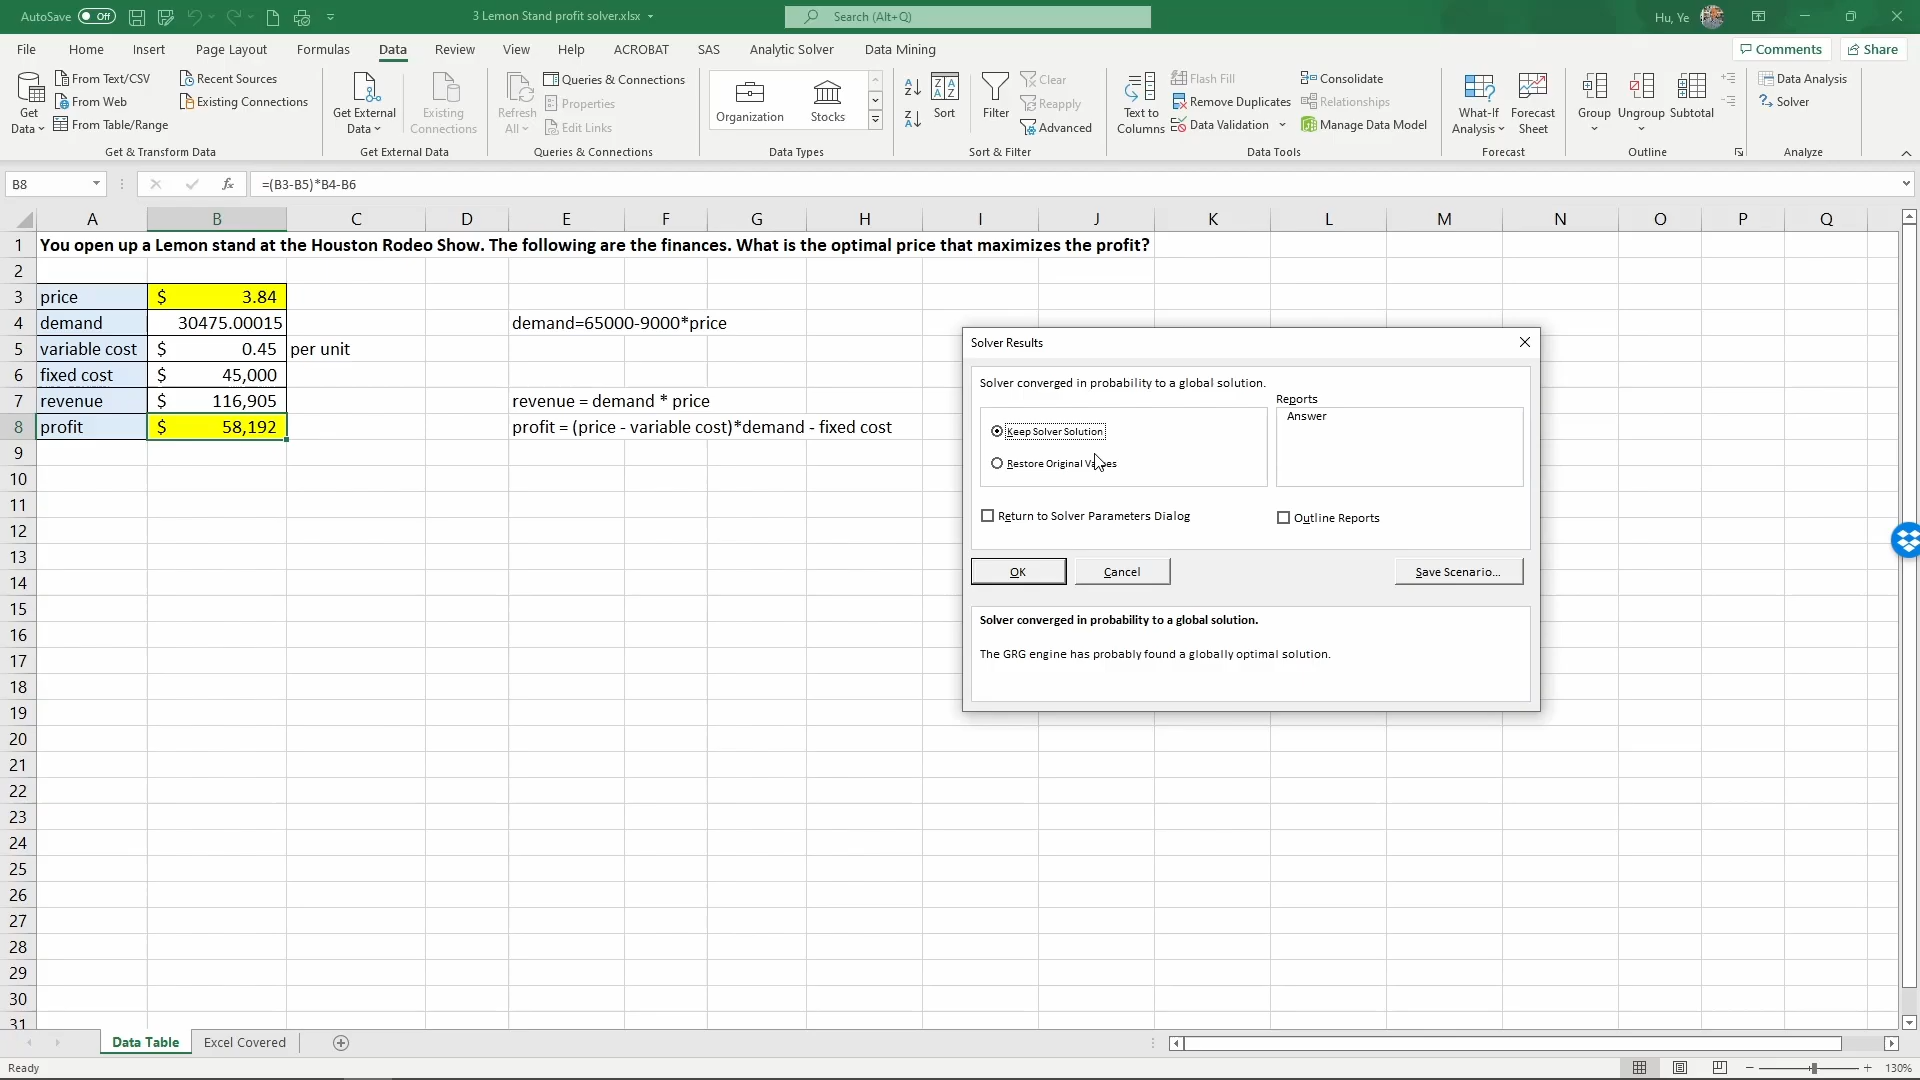 AutoSave Off 3 Lemon Stand profit solver.xlsx Search (Alt+Q) Hu, Ye
File Home Insert Page Layout Formulas Data Review View Help ACROBAT SAS Analytic Solver Data Mining Comments Share
Get Data
From Text/CSV
From Web
From Table/Range
Recent Sources
Existing Connections
Get & Transform Data
Get External Data
Existing Connections
Get External Data
Refresh All
Queries & Connections
Properties
Edit Links
Queries & Connections
Organization
Stocks
Data Types
Sort
Filter
Clear
Reapply
Advanced
Sort & Filter
Text to Columns
Flash Fill
Remove Duplicates
Data Validation
Consolidate
Relationships
Manage Data Model
Data Tools
What-If Analysis
Forecast Sheet
Forecast
Group
Ungroup
Subtotal
Outline
Data Analysis
Solver
Analyze
B8 fx =(B3-B5)*B4-B6
A B C D E F G H I J K L M N O P Q
1 You open up a Lemon stand at the Houston Rodeo Show. The following are the finances. What is the optimal price that maximizes the profit?
2
3 price $ 3.84
4 demand 30475.00015 demand=65000-9000*price
5 variable cost $ 0.45 per unit
6 fixed cost $ 45,000
7 revenue $ 116,905 revenue = demand * price
8 profit $ 58,192 profit = (price - variable cost)*demand - fixed cost
9
10
11
12
13
14
15
16
17
18
19
20
21
22
23
24
25
26
27
28
29
30
31
Solver Results
Solver converged in probability to a global solution.
Keep Solver Solution
Restore Original
Reports
Answer
Return to Solver Parameters Dialog
Outline Reports
OK Cancel Save Scenario...
Solver converged in probability to a global solution.
The GRG engine has probably found a globally optimal solution.
Data Table Excel Covered
Ready 130%